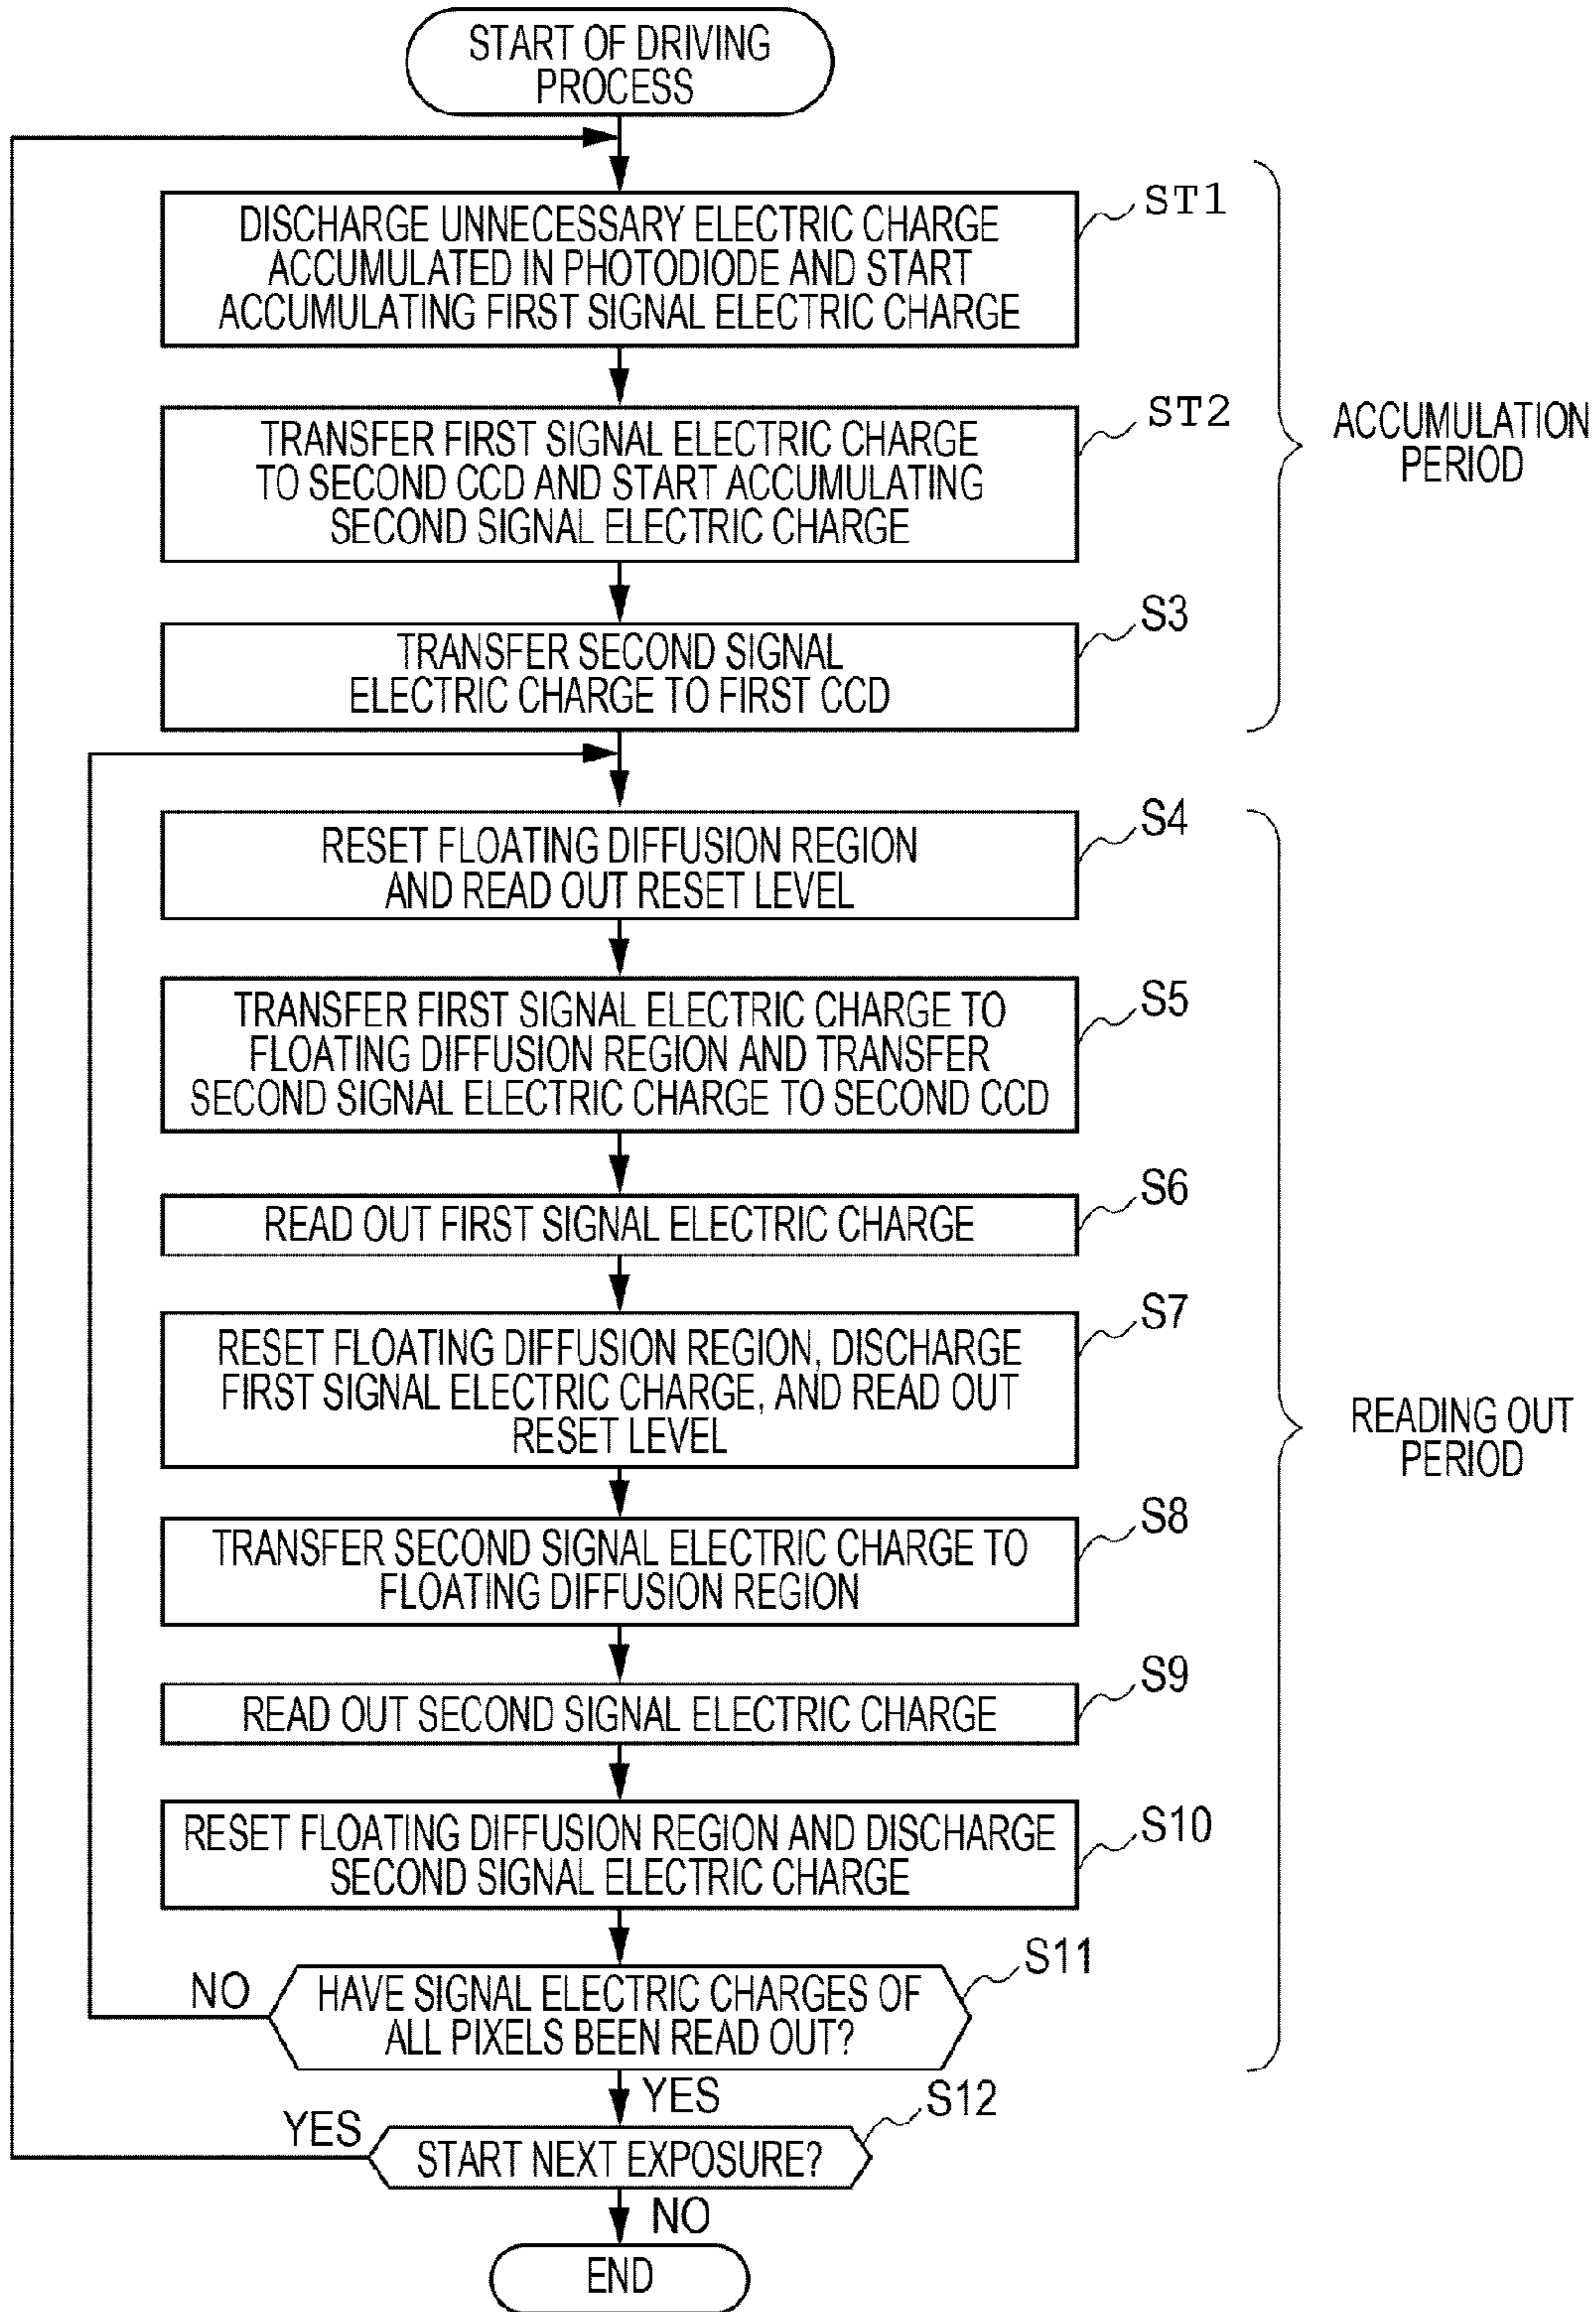 START OF DRIVING
PROCESS
ST1
DISCHARGE UNNECESSARY ELECTRIC CHARGE
ACCUMULATED IN PHOTODIODE AND START
ACCUMULATING FIRST SIGNAL ELECTRIC CHARGE
ST2
TRANSFER FIRST SIGNAL ELECTRIC CHARGE
TO SECOND CCD AND START ACCUMULATING
SECOND SIGNAL ELECTRIC CHARGE
ACCUMULATION
PERIOD
S3
TRANSFER SECOND SIGNAL
ELECTRIC CHARGE TO FIRST CCD
S4
RESET FLOATING DIFFUSION REGION
AND READ OUT RESET LEVEL
S5
TRANSFER FIRST SIGNAL ELECTRIC CHARGE TO
FLOATING DIFFUSION REGION AND TRANSFER
SECOND SIGNAL ELECTRIC CHARGE TO SECOND CCD
S6
READ OUT FIRST SIGNAL ELECTRIC CHARGE
S7
RESET FLOATING DIFFUSION REGION, DISCHARGE
FIRST SIGNAL ELECTRIC CHARGE, AND READ OUT
RESET LEVEL
READING OUT
PERIOD
S8
TRANSFER SECOND SIGNAL ELECTRIC CHARGE TO
FLOATING DIFFUSION REGION
S9
READ OUT SECOND SIGNAL ELECTRIC CHARGE
S10
RESET FLOATING DIFFUSION REGION AND DISCHARGE
SECOND SIGNAL ELECTRIC CHARGE
S11
NO
HAVE SIGNAL ELECTRIC CHARGES OF
ALL PIXELS BEEN READ OUT?
YES
S12
YES
START NEXT EXPOSURE?
NO
END